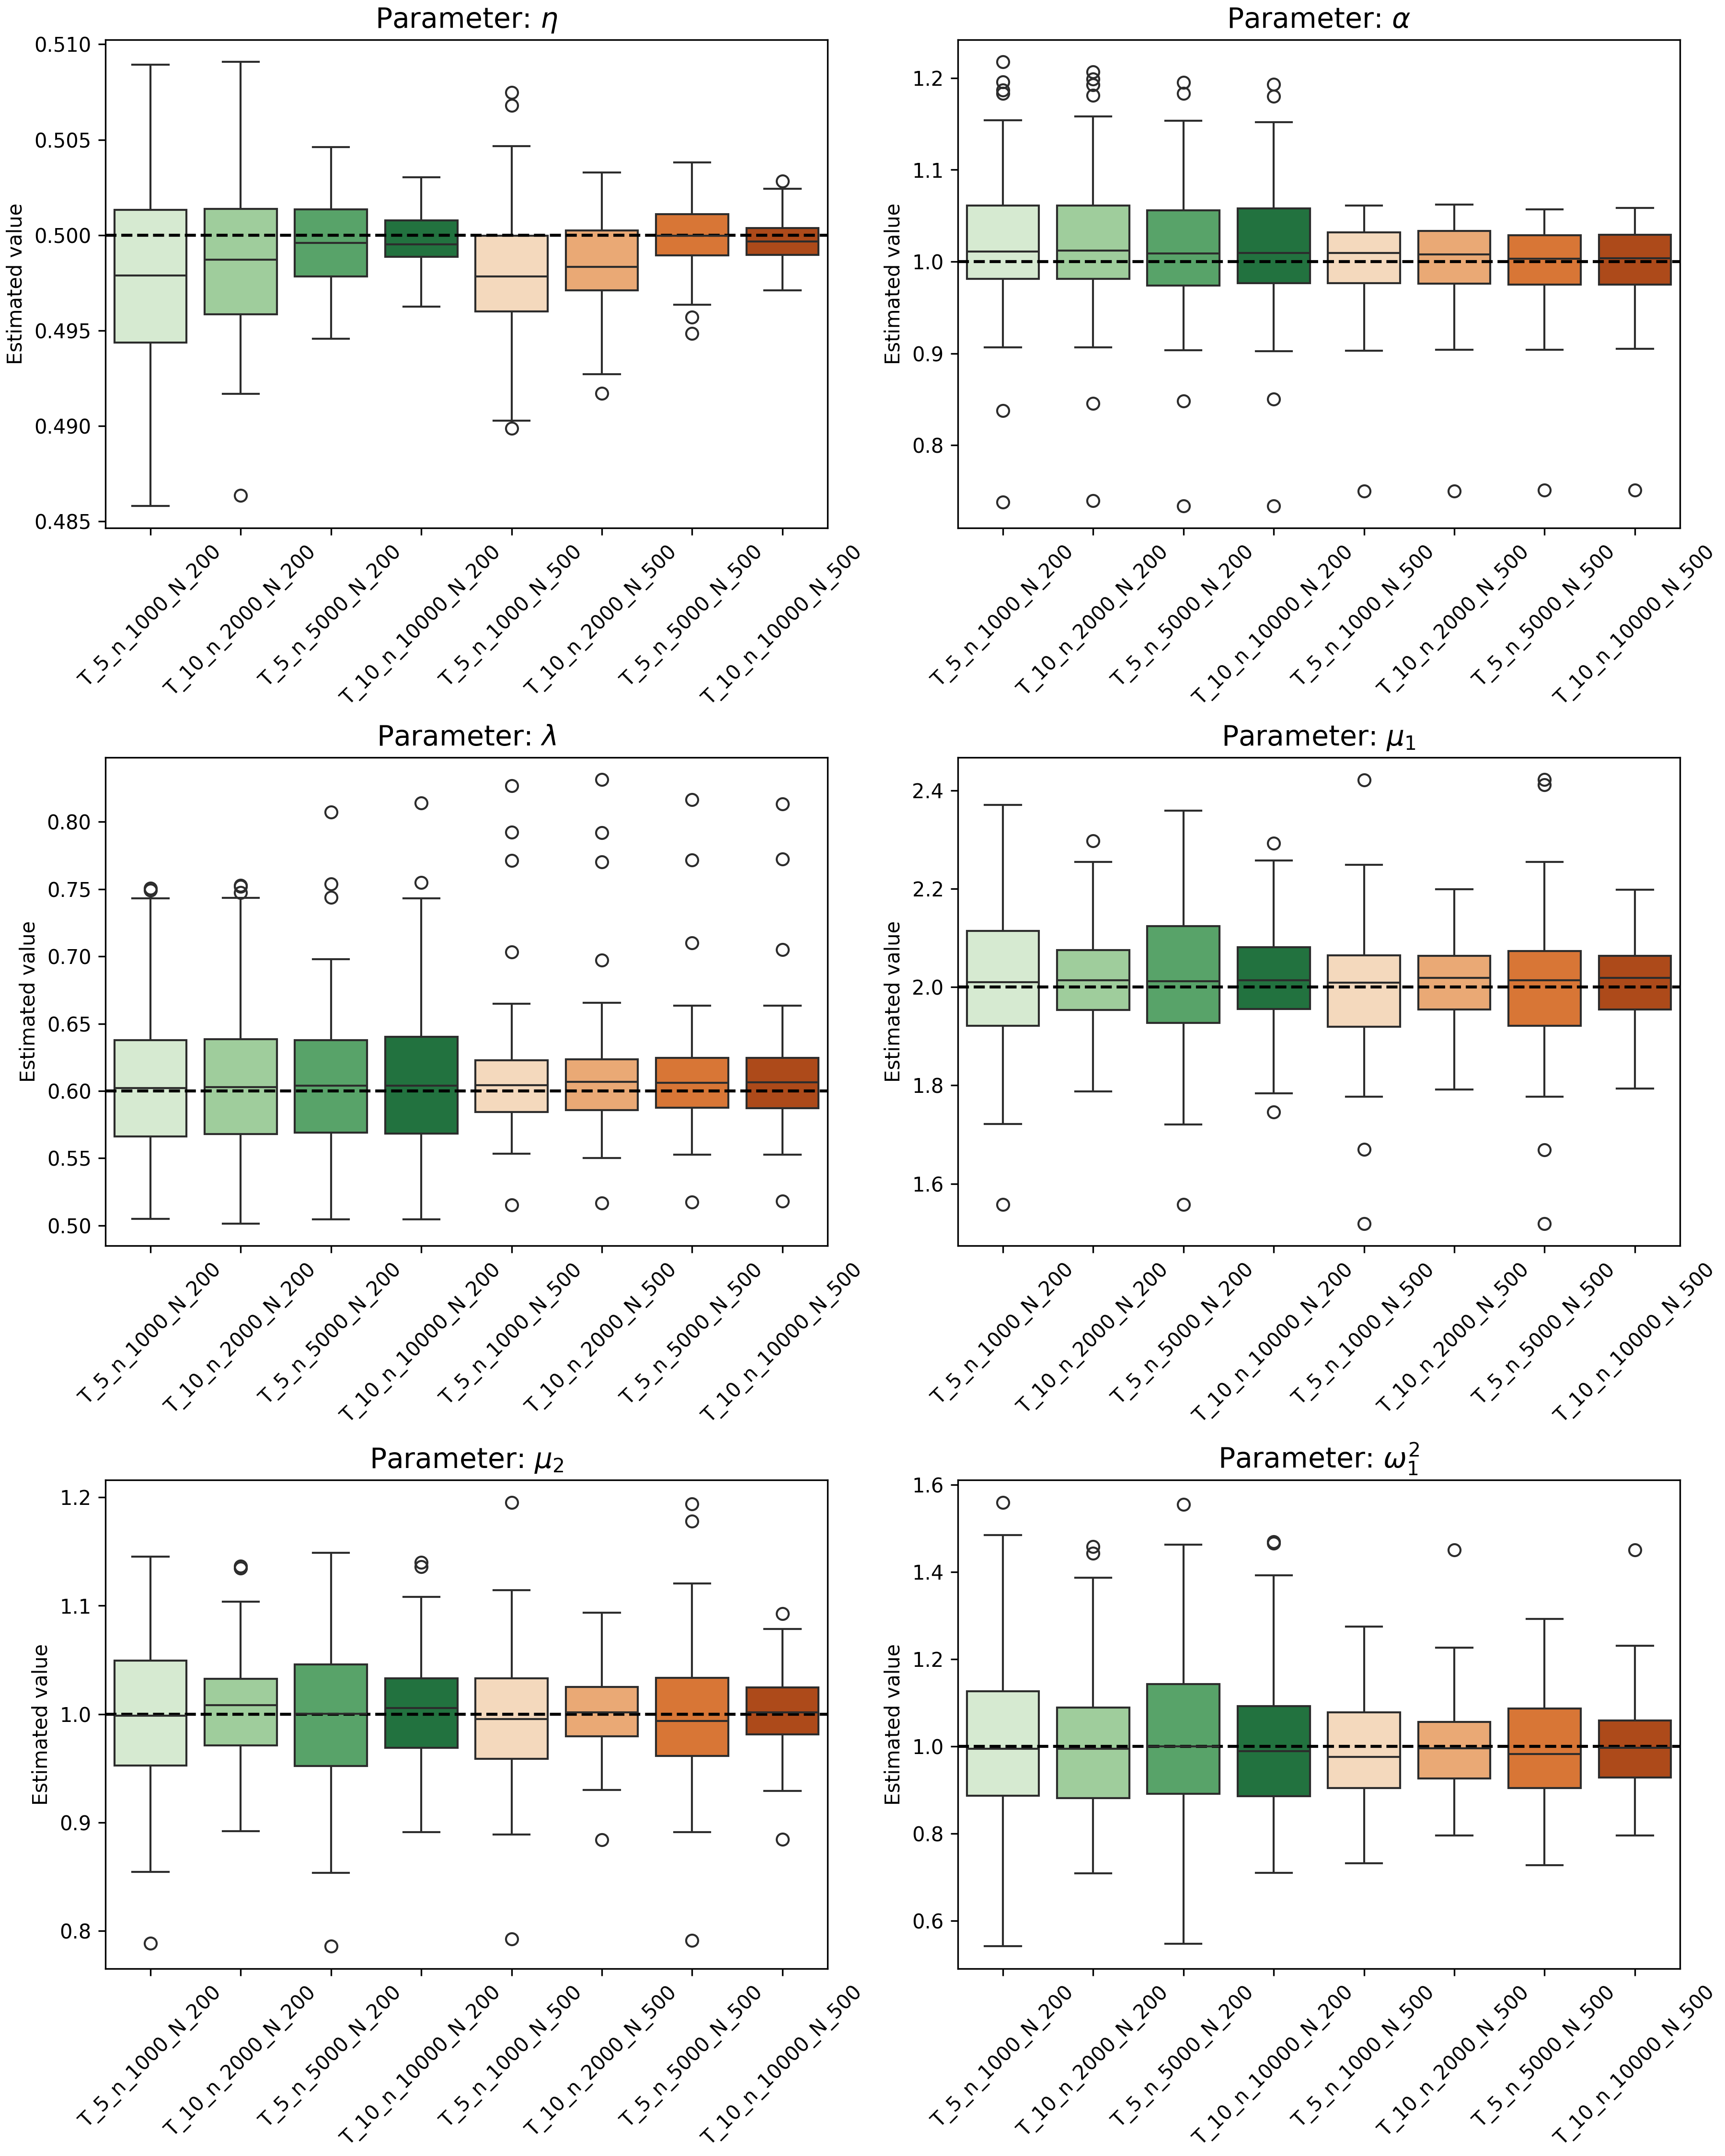 Parameter: η
Estimated value
0.510
0.505
0.500
0.495
0.490
0.485
T_5_n_1000_N_200
T_10_n_2000_N_200
T_5_n_5000_N_200
T_10_n_10000_N_200
T_5_n_1000_N_500
T_10_n_2000_N_500
T_5_n_5000_N_500
T_10_n_10000_N_500
Parameter: α
Estimated value
1.2
1.1
1.0
0.9
0.8
T_5_n_1000_N_200
T_10_n_2000_N_200
T_5_n_5000_N_200
T_10_n_10000_N_200
T_5_n_1000_N_500
T_10_n_2000_N_500
T_5_n_5000_N_500
T_10_n_10000_N_500
Parameter: λ
Estimated value
0.80
0.75
0.70
0.65
0.60
0.55
0.50
T_5_n_1000_N_200
T_10_n_2000_N_200
T_5_n_5000_N_200
T_10_n_10000_N_200
T_5_n_1000_N_500
T_10_n_2000_N_500
T_5_n_5000_N_500
T_10_n_10000_N_500
Parameter: μ₁
Estimated value
2.4
2.2
2.0
1.8
1.6
T_5_n_1000_N_200
T_10_n_2000_N_200
T_5_n_5000_N_200
T_10_n_10000_N_200
T_5_n_1000_N_500
T_10_n_2000_N_500
T_5_n_5000_N_500
T_10_n_10000_N_500
Parameter: μ₂
Estimated value
1.2
1.1
1.0
0.9
0.8
T_5_n_1000_N_200
T_10_n_2000_N_200
T_5_n_5000_N_200
T_10_n_10000_N_200
T_5_n_1000_N_500
T_10_n_2000_N_500
T_5_n_5000_N_500
T_10_n_10000_N_500
Parameter: ω₁²
Estimated value
1.6
1.4
1.2
1.0
0.8
0.6
T_5_n_1000_N_200
T_10_n_2000_N_200
T_5_n_5000_N_200
T_10_n_10000_N_200
T_5_n_1000_N_500
T_10_n_2000_N_500
T_5_n_5000_N_500
T_10_n_10000_N_500